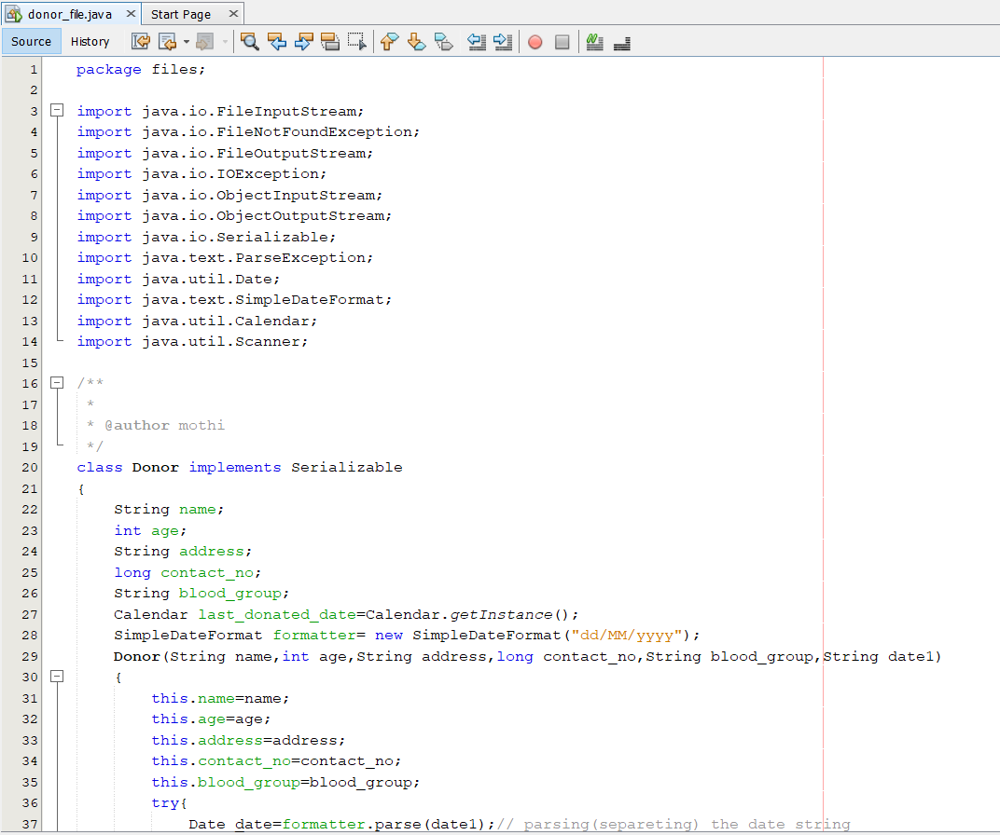 donor_file.java × Start Page ×
Source History
1 package files;
2
3 import java.io.FileInputStream;
4 import java.io.FileNotFoundException;
5 import java.io.FileOutputStream;
6 import java.io.IOException;
7 import java.io.ObjectInputStream;
8 import java.io.ObjectOutputStream;
9 import java.io.Serializable;
10 import java.text.ParseException;
11 import java.util.Date;
12 import java.text.SimpleDateFormat;
13 import java.util.Calendar;
14 import java.util.Scanner;
15
16 /**
17 *
18 * @author mothi
19 */
20 class Donor implements Serializable
21 {
22 String name;
23 int age;
24 String address;
25 long contact_no;
26 String blood_group;
27 Calendar last_donated_date=Calendar.getInstance();
28 SimpleDateFormat formatter= new SimpleDateFormat("dd/MM/yyyy");
29 Donor(String name,int age,String address,long contact_no,String blood_group,String date1)
30 {
31 this.name=name;
32 this.age=age;
33 this.address=address;
34 this.contact_no=contact_no;
35 this.blood_group=blood_group;
36 try{
37 Date date=formatter.parse(date1);// parsing(separeting) the date string